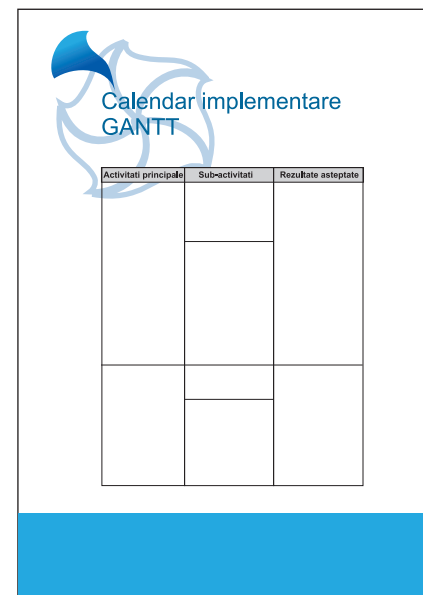 Calendar implementare
GANTT
Activitati principale Sub-activitati Rezultate asteptate